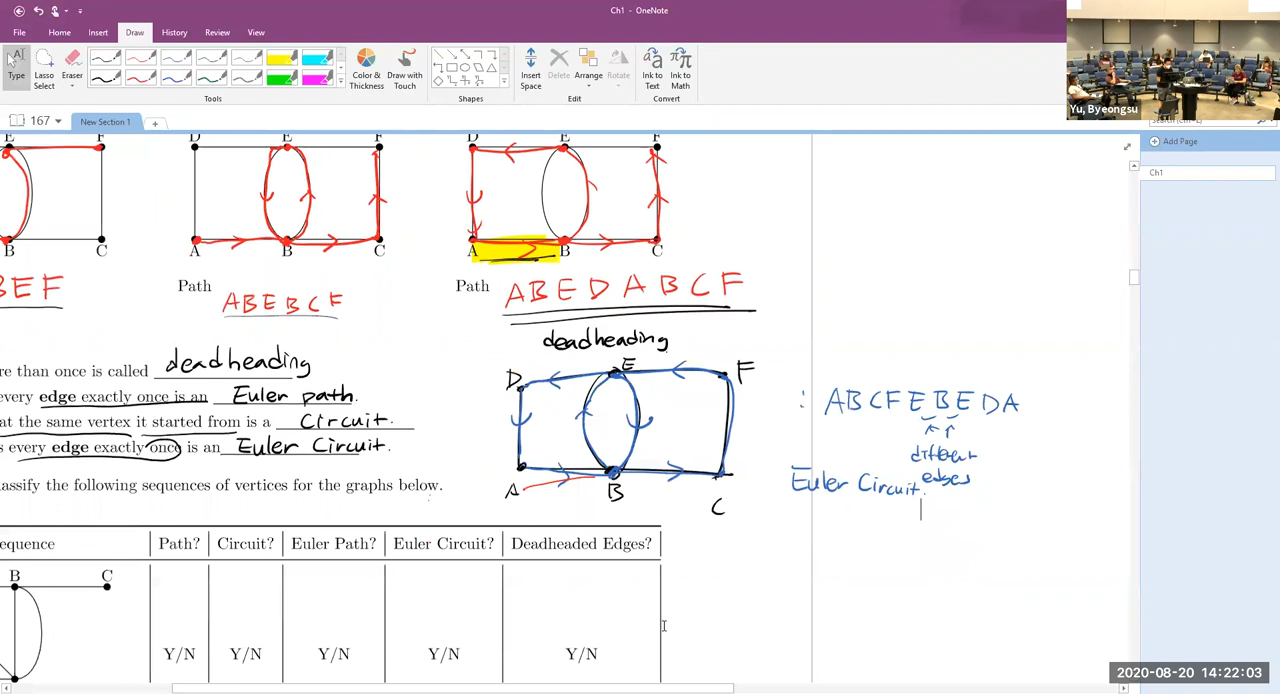 Ch1 - OneNote
File Home Insert Draw History Review View
Type
Lasso Select
Eraser
Color & Thickness
Draw with Touch
Insert Space
Delete
Arrange
Rotate
Ink to Text
Ink to Math
Tools
Shapes
Edit
Convert
Yu, Byeongsu
167
New Section 1
Add Page
Ch1
E F
D E F
D E F
B C
A B C
A B C
BEF
Path
ABEBCF
Path
ABEDABCF
deadheading
re than once is called deadheading
every edge exactly once is an Euler path.
at the same vertex it started from is a Circuit.
s every edge exactly once is an Euler Circuit.
assify the following sequences of vertices for the graphs below.
D E F
A B C
: ABCFEBEDA
different
edges
Euler Circuit.
equence Path? Circuit? Euler Path? Euler Circuit? Deadheaded Edges?
B C
Y/N Y/N Y/N Y/N Y/N
2020-08-20 14:22:03